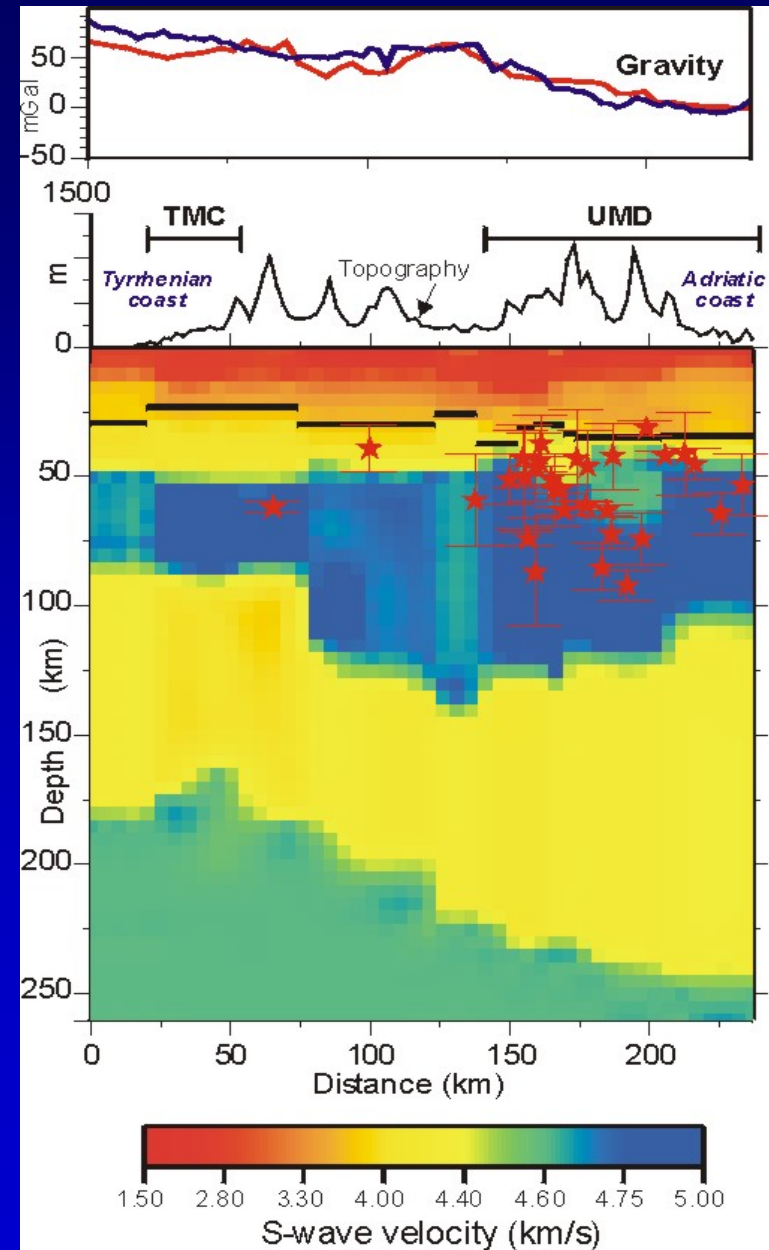 50
0
-50
mGal
Gravity
1500
m
0
TMC
UMD
Tyrrhenian
coast
Topography
Adriatic
coast
50
100
150
200
250
Depth (km)
0 50 100 150 200
Distance (km)
1.50 2.80 3.30 4.00 4.40 4.60 4.75 5.00
S-wave velocity (km/s)